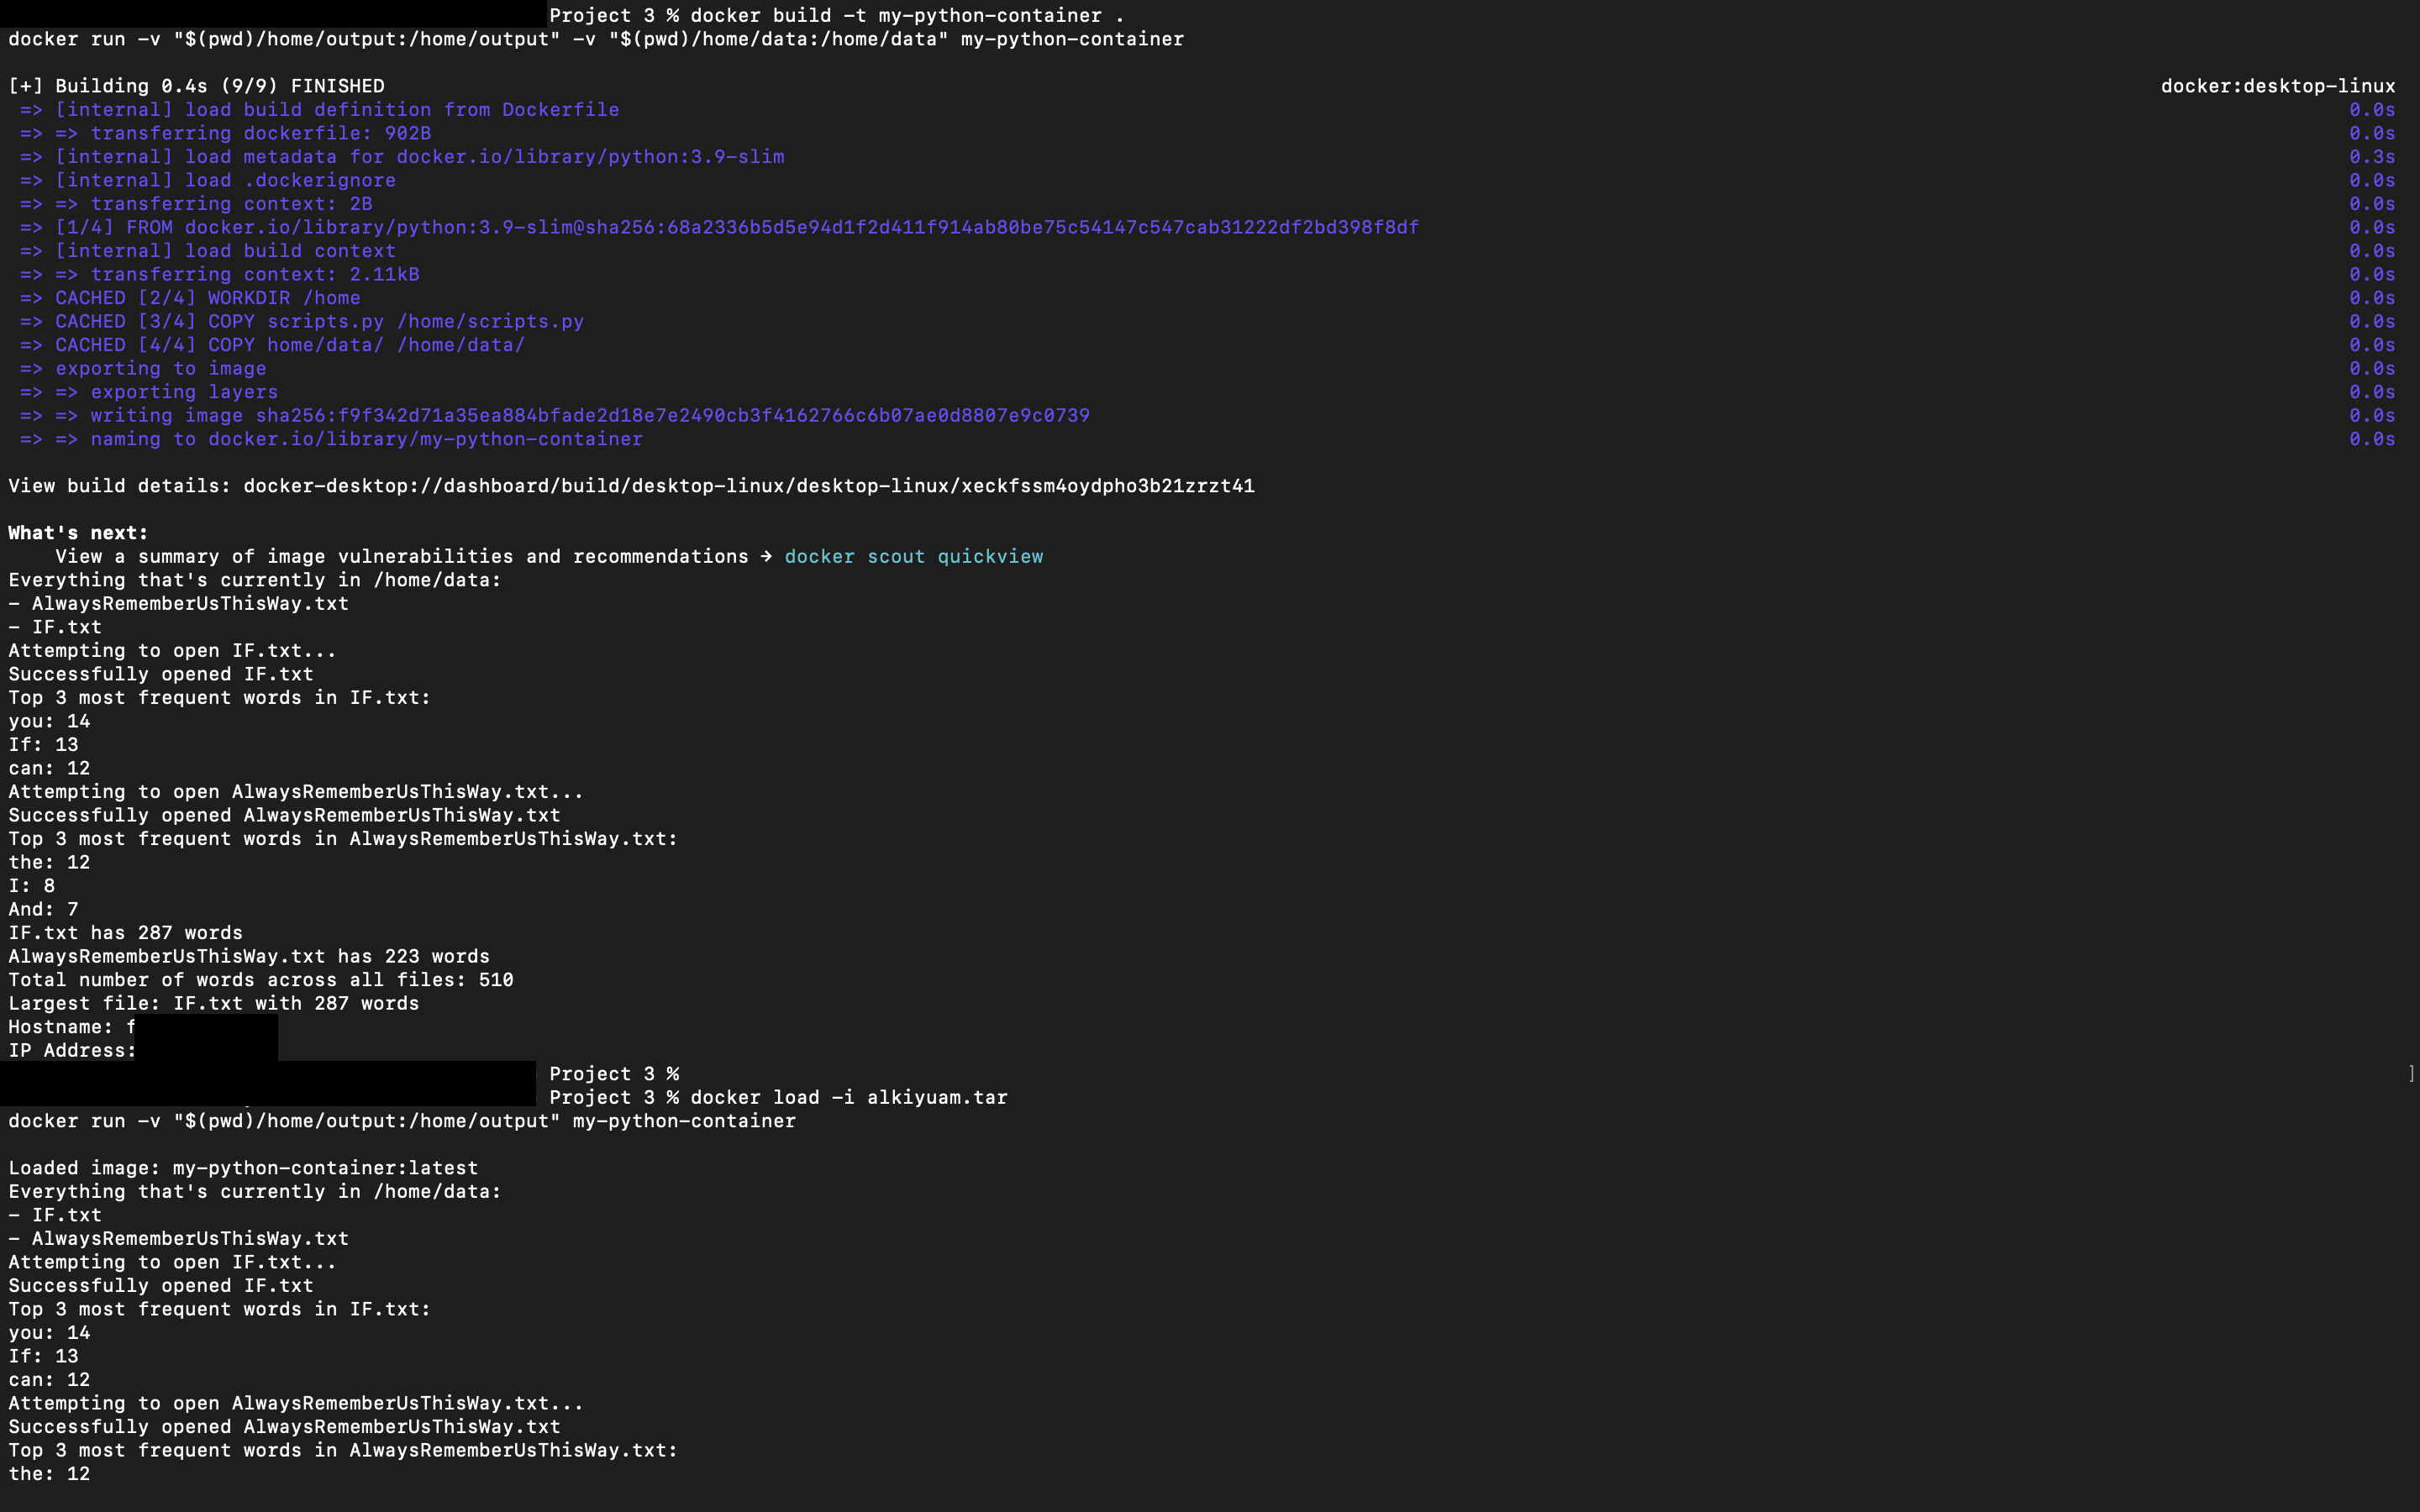 Project 3 % docker build -t my-python-container .
docker run -v "$(pwd)/home/output:/home/output" -v "$(pwd)/home/data:/home/data" my-python-container
[+] Building 0.4s (9/9) FINISHED docker:desktop-linux
=> [internal] load build definition from Dockerfile 0.0s
=> => transferring dockerfile: 902B 0.0s
=> [internal] load metadata for docker.io/library/python:3.9-slim 0.3s
=> [internal] load .dockerignore 0.0s
=> => transferring context: 2B 0.0s
=> [1/4] FROM docker.io/library/python:3.9-slim@sha256:68a2336b5d5e94d1f2d411f914ab80be75c54147c547cab31222df2bd398f8df 0.0s
=> [internal] load build context 0.0s
=> => transferring context: 2.11kB 0.0s
=> CACHED [2/4] WORKDIR /home 0.0s
=> CACHED [3/4] COPY scripts.py /home/scripts.py 0.0s
=> CACHED [4/4] COPY home/data/ /home/data/ 0.0s
=> exporting to image 0.0s
=> => exporting layers 0.0s
=> => writing image sha256:f9f342d71a35ea884bfade2d18e7e2490cb3f4162766c6b07ae0d8807e9c0739 0.0s
=> => naming to docker.io/library/my-python-container 0.0s
View build details: docker-desktop://dashboard/build/desktop-linux/desktop-linux/xeckfssm4oydpho3b21zrzt41
What's next:
View a summary of image vulnerabilities and recommendations → docker scout quickview
Everything that's currently in /home/data:
- AlwaysRememberUsThisWay.txt
- IF.txt
Attempting to open IF.txt...
Successfully opened IF.txt
Top 3 most frequent words in IF.txt:
you: 14
If: 13
can: 12
Attempting to open AlwaysRememberUsThisWay.txt...
Successfully opened AlwaysRememberUsThisWay.txt
Top 3 most frequent words in AlwaysRememberUsThisWay.txt:
the: 12
I: 8
And: 7
IF.txt has 287 words
AlwaysRememberUsThisWay.txt has 223 words
Total number of words across all files: 510
Largest file: IF.txt with 287 words
Hostname: f
IP Address:
Project 3 % ]
Project 3 % docker load -i alkiyuam.tar
docker run -v "$(pwd)/home/output:/home/output" my-python-container
Loaded image: my-python-container:latest
Everything that's currently in /home/data:
- IF.txt
- AlwaysRememberUsThisWay.txt
Attempting to open IF.txt...
Successfully opened IF.txt
Top 3 most frequent words in IF.txt:
you: 14
If: 13
can: 12
Attempting to open AlwaysRememberUsThisWay.txt...
Successfully opened AlwaysRememberUsThisWay.txt
Top 3 most frequent words in AlwaysRememberUsThisWay.txt:
the: 12